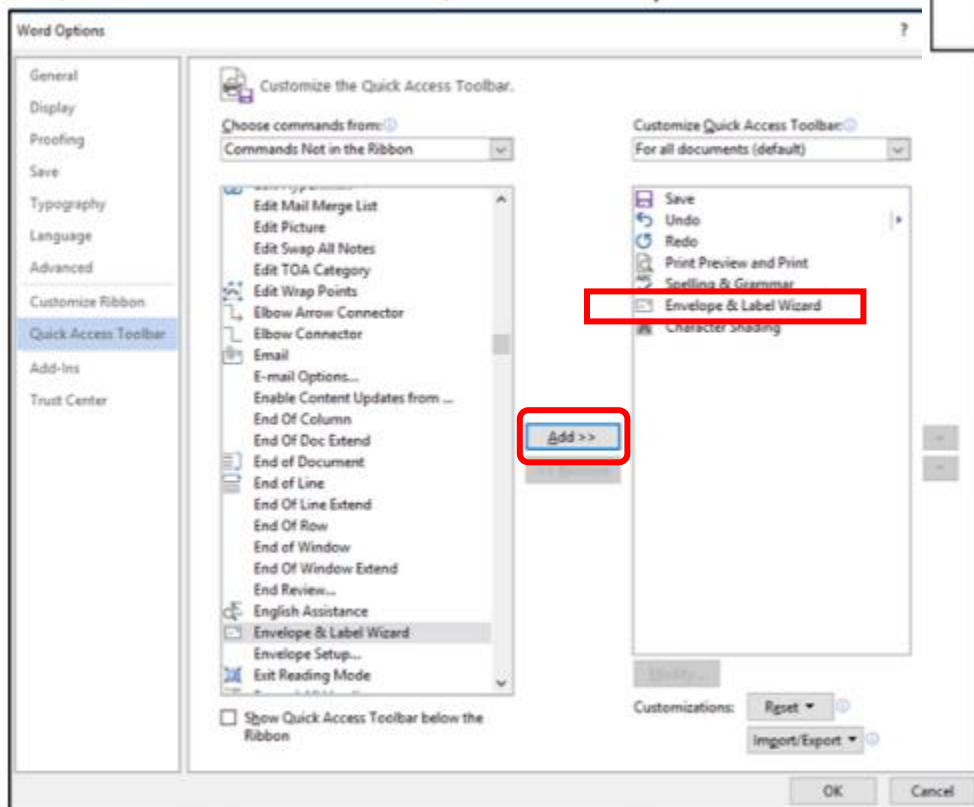 Word Options
?
General
Display
Proofing
Save
Typography
Language
Advanced
Customize Ribbon
Quick Access Toolbar
Add-Ins
Trust Center
Customize the Quick Access Toolbar.
Choose commands from:
Commands Not in the Ribbon
Edit Mail Merge List
Edit Picture
Edit Swap All Notes
Edit TOA Category
Edit Wrap Points
Elbow Arrow Connector
Elbow Connector
Email
E-mail Options...
Enable Content Updates from ...
End Of Column
End Of Doc Extend
End of Document
End of Line
End Of Line Extend
End Of Row
End of Window
End Of Window Extend
End Review...
English Assistance
Envelope & Label Wizard
Envelope Setup...
Exit Reading Mode
Show Quick Access Toolbar below the
Ribbon
Add >>
Customize Quick Access Toolbar:
For all documents (default)
Save
Undo
Redo
Print Preview and Print
Spelling & Grammar
Envelope & Label Wizard
Character Shading
Modify...
Customizations:
Reset
Import/Export
OK
Cancel